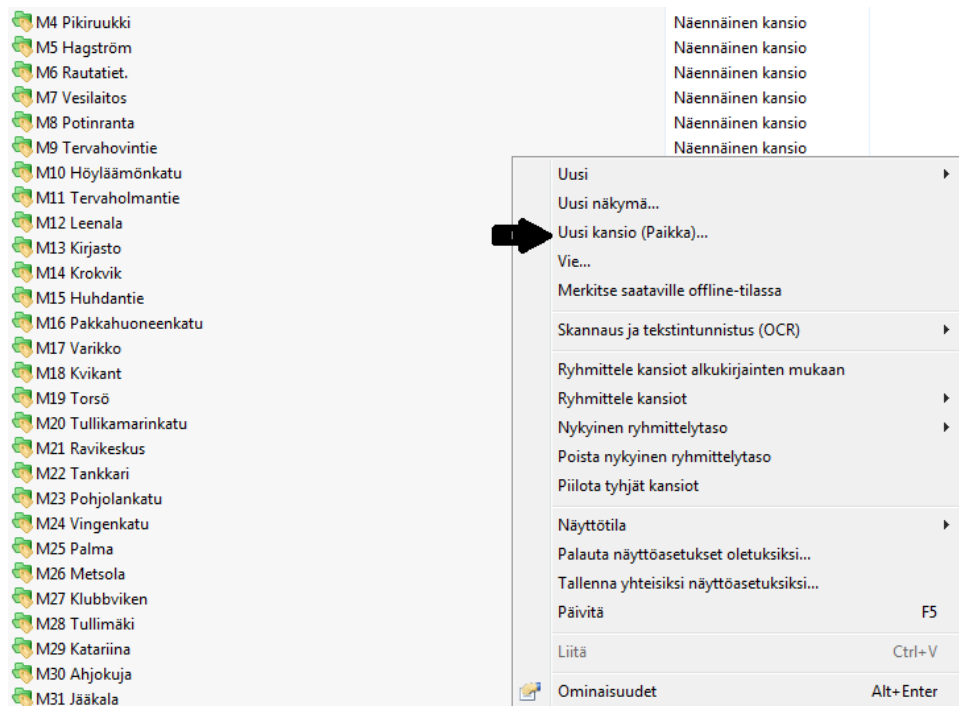 M4 Pikiruukki Näennäinen kansio
M5 Hagström Näennäinen kansio
M6 Rautatiet. Näennäinen kansio
M7 Vesilaitos Näennäinen kansio
M8 Potinranta Näennäinen kansio
M9 Tervahovintie Näennäinen kansio
M10 Höyläämönkatu
M11 Tervaholmantie
M12 Leenala
M13 Kirjasto
M14 Krokvik
M15 Huhdantie
M16 Pakkahuoneenkatu
M17 Varikko
M18 Kvikant
M19 Torsö
M20 Tullikamarinkatu
M21 Ravikeskus
M22 Tankkari
M23 Pohjolankatu
M24 Vingenkatu
M25 Palma
M26 Metsola
M27 Klubbviken
M28 Tullimäki
M29 Katariina
M30 Ahjokuja
M31 Jääkala
Uusi
Uusi näkymä...
Uusi kansio (Paikka)...
Vie...
Merkitse saataville offline-tilassa
Skannaus ja tekstintunnistus (OCR)
Ryhmittele kansiot alkukirjainten mukaan
Ryhmittele kansiot
Nykyinen ryhmittelytaso
Poista nykyinen ryhmittelytaso
Piilota tyhjät kansiot
Näyttötila
Palauta näyttöasetukset oletuksiksi...
Tallenna yhteisiksi näyttöasetuksiksi...
Päivitä F5
Liitä Ctrl+V
Ominaisuudet Alt+Enter